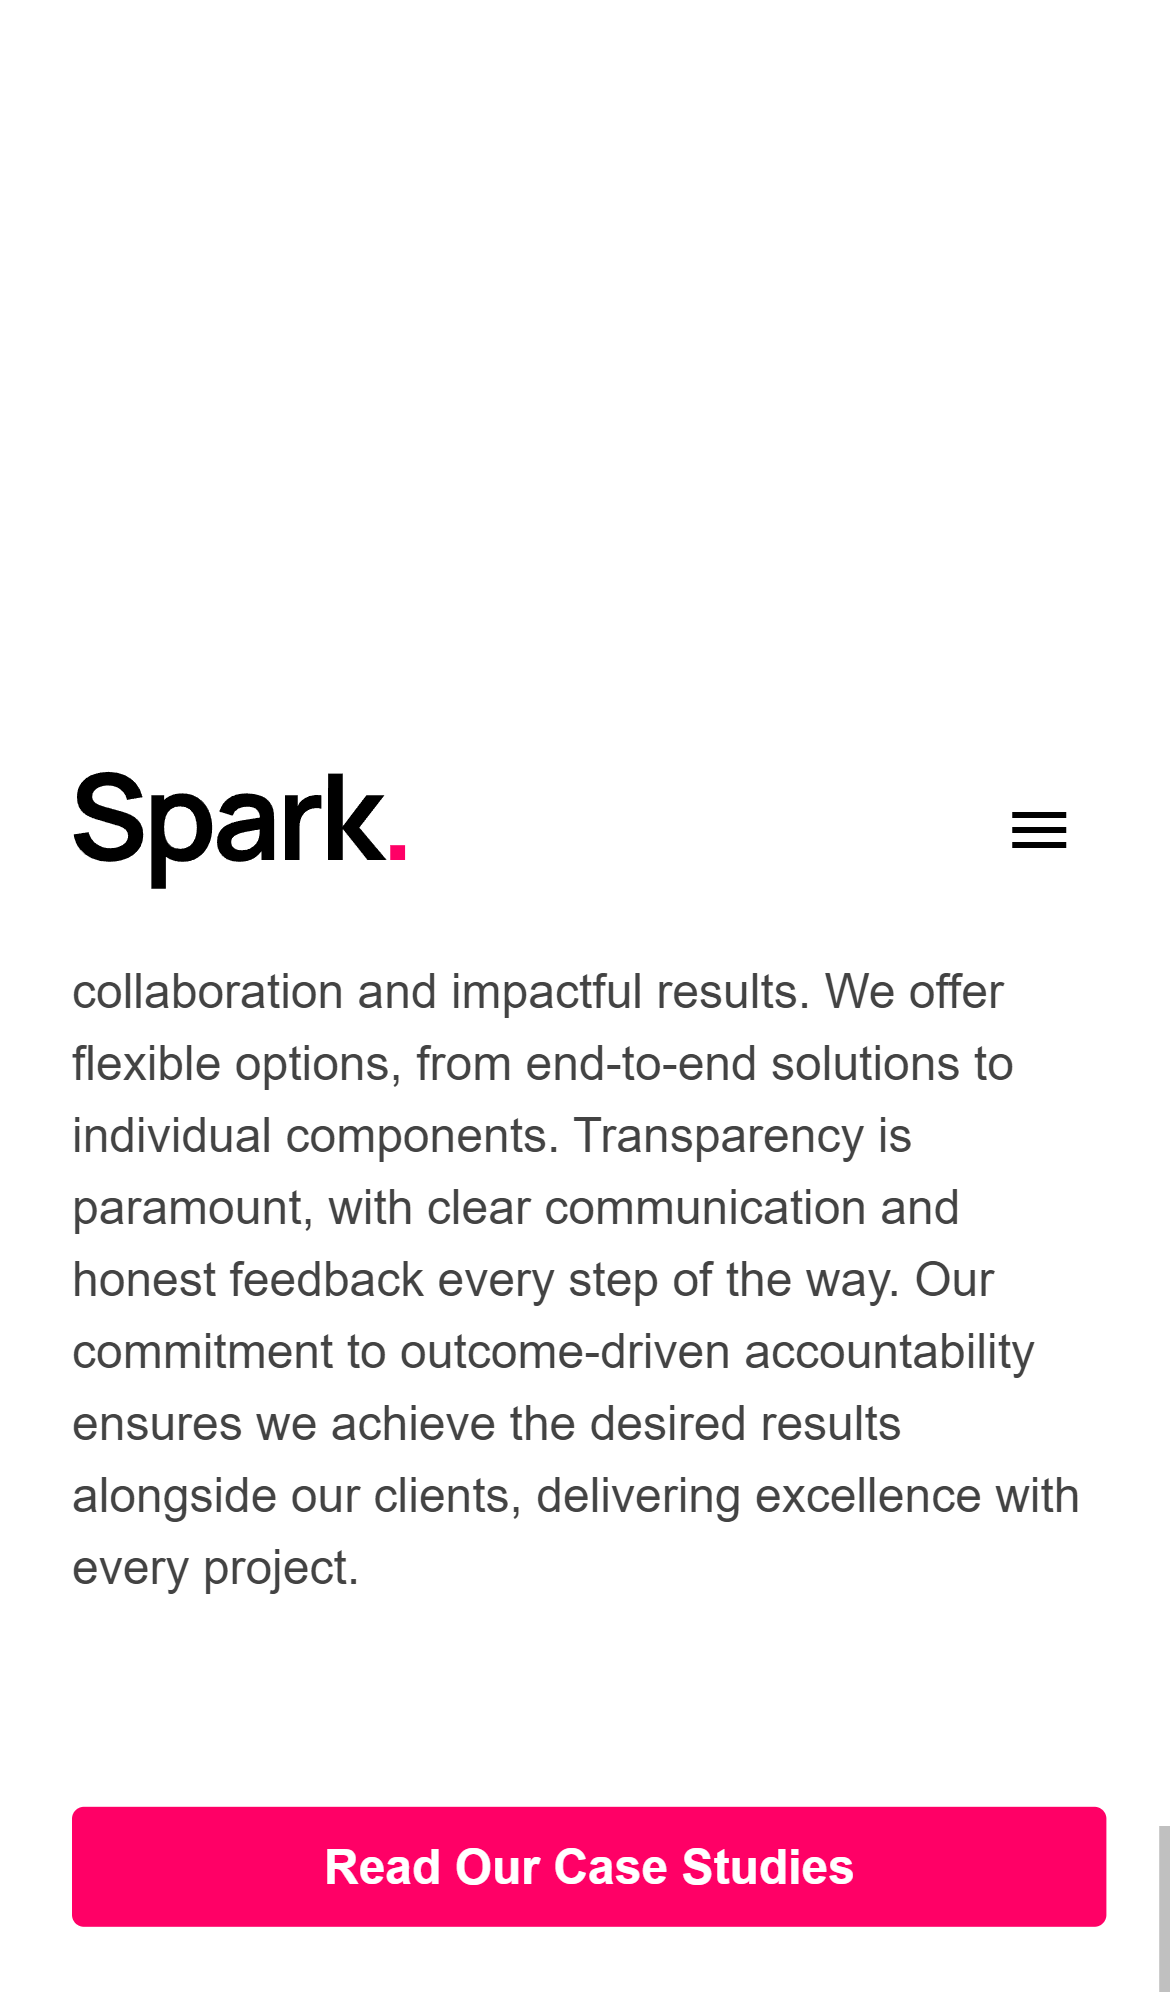 Spark.
collaboration and impactful results. We offer
flexible options, from end-to-end solutions to
individual components. Transparency is
paramount, with clear communication and
honest feedback every step of the way. Our
commitment to outcome-driven accountability
ensures we achieve the desired results
alongside our clients, delivering excellence with
every project.
Read Our Case Studies